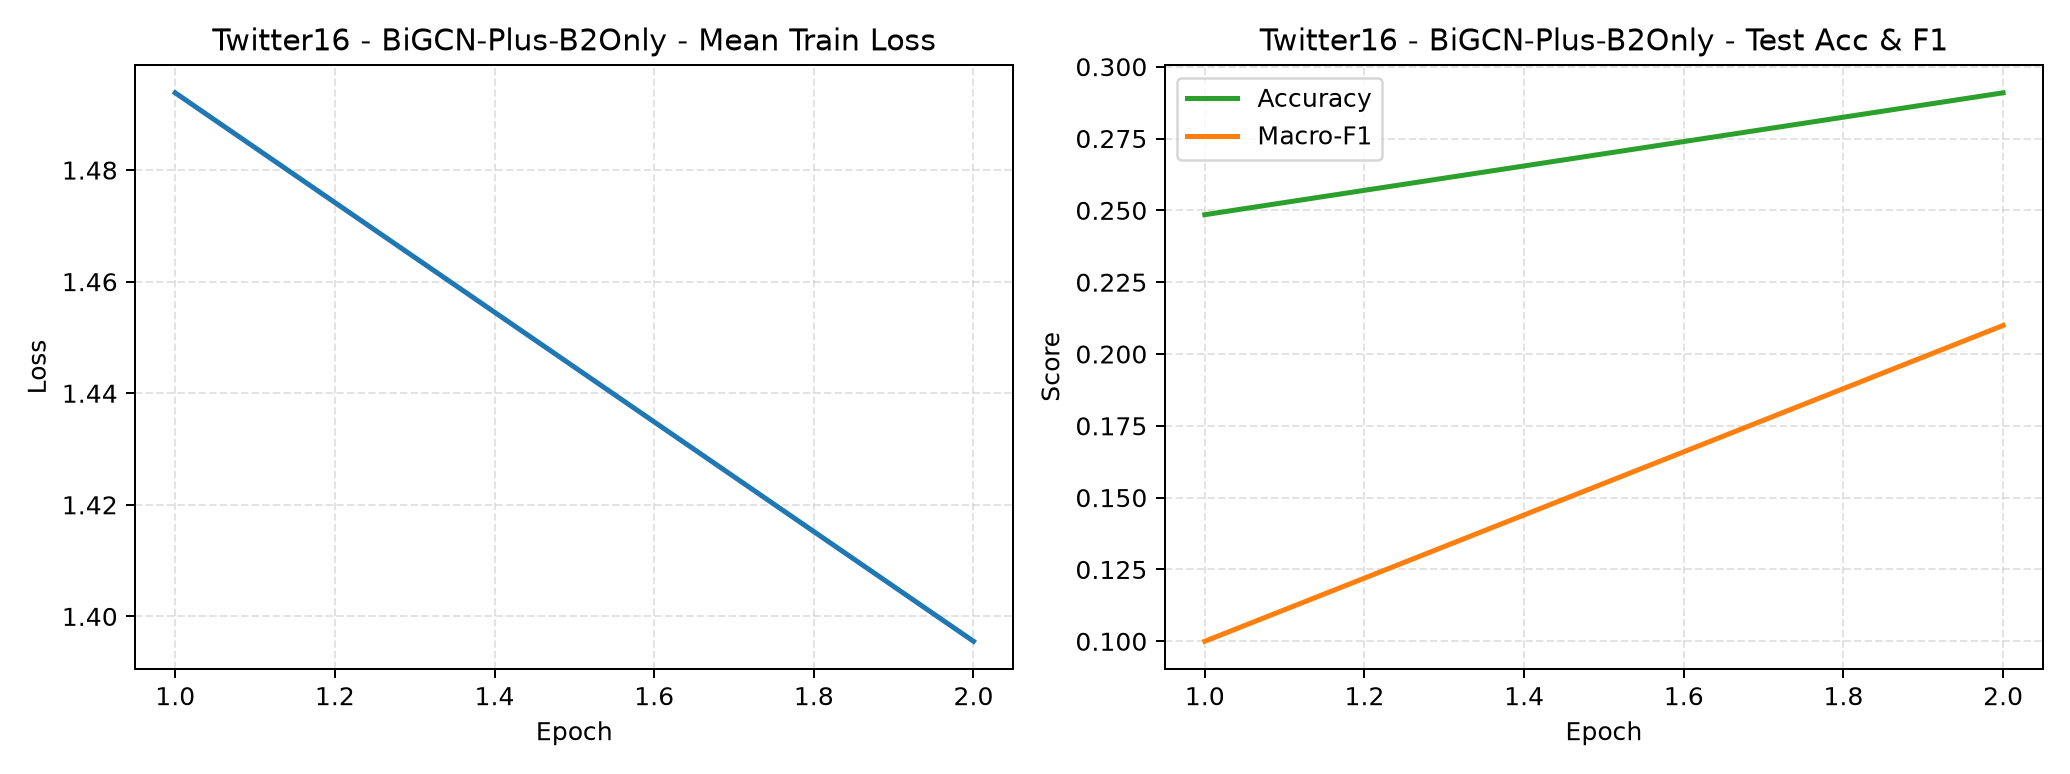 Twitter16 - BiGCN-Plus-B2Only - Mean Train Loss
Loss
1.48
1.46
1.44
1.42
1.40
1.0 1.2 1.4 1.6 1.8 2.0
Epoch
Twitter16 - BiGCN-Plus-B2Only - Test Acc & F1
Accuracy
Macro-F1
Score
0.300
0.275
0.250
0.225
0.200
0.175
0.150
0.125
0.100
1.0 1.2 1.4 1.6 1.8 2.0
Epoch